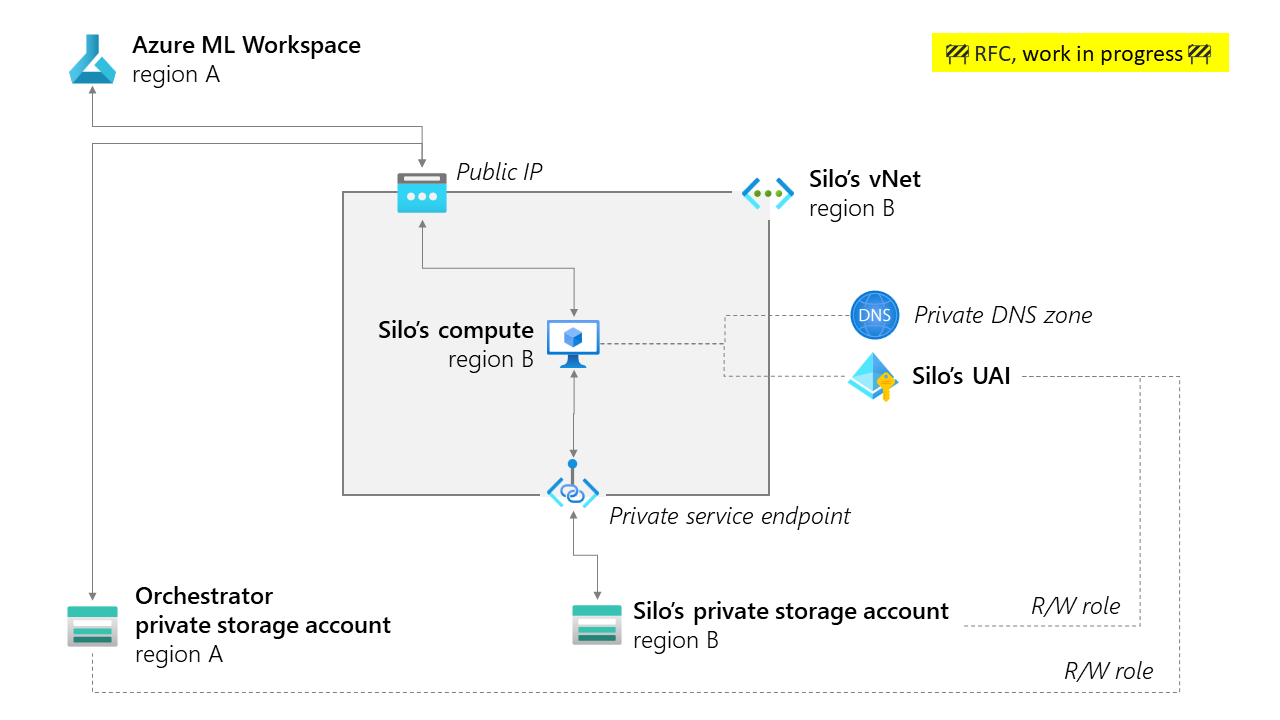 Azure ML Workspace
region A
🚧 RFC, work in progress 🚧
Public IP
Silo's vNet
region B
Silo's compute
region B
DNS
Private DNS zone
Silo's UAI
Private service endpoint
Orchestrator
private storage account
region A
Silo's private storage account
region B
R/W role
R/W role